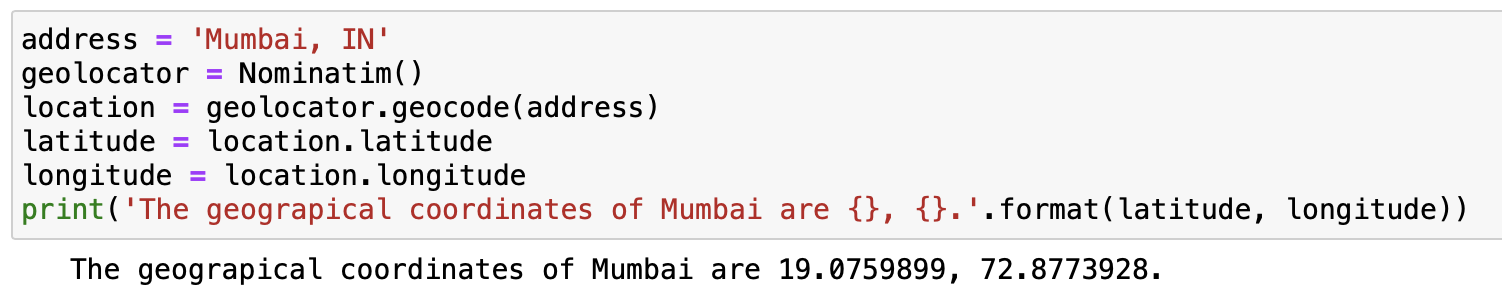 address = 'Mumbai, IN'
geolocator = Nominatim()
location = geolocator.geocode(address)
latitude = location.latitude
longitude = location.longitude
print('The geograpical coordinates of Mumbai are {}, {}.'.format(latitude, longitude))
The geograpical coordinates of Mumbai are 19.0759899, 72.8773928.